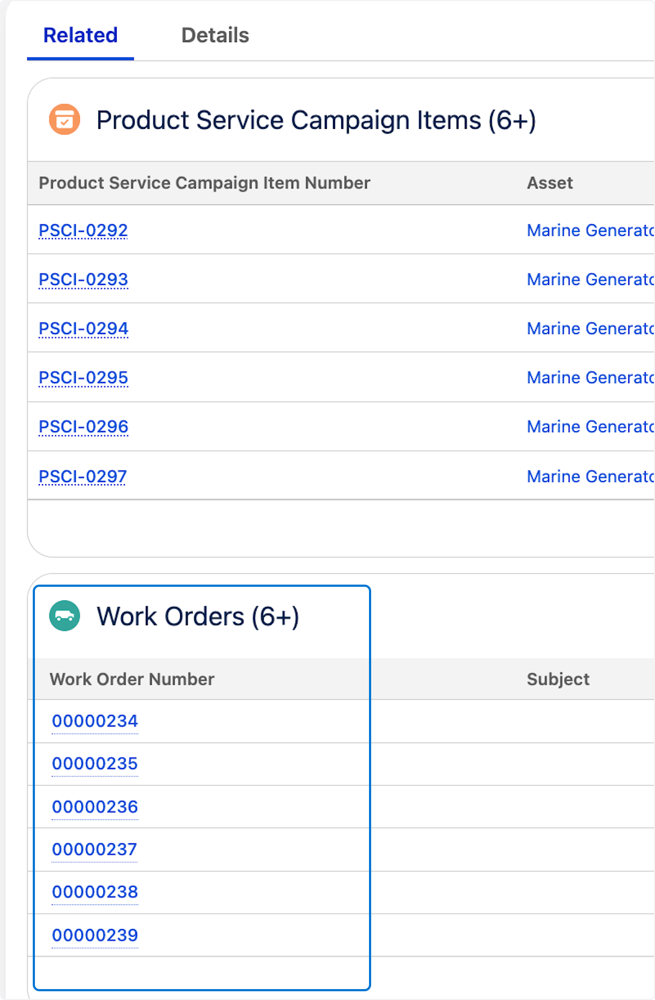 Related Details
Product Service Campaign Items (6+)
Product Service Campaign Item Number Asset
PSCI-0292 Marine Generato
PSCI-0293 Marine Generato
PSCI-0294 Marine Generato
PSCI-0295 Marine Generato
PSCI-0296 Marine Generato
PSCI-0297 Marine Generato
Work Orders (6+)
Work Order Number Subject
00000234
00000235
00000236
00000237
00000238
00000239